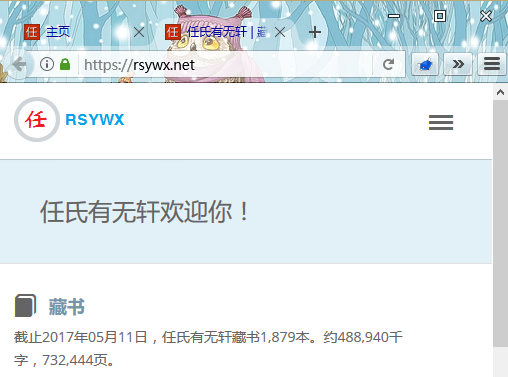 任 主页 任 任氏有无轩 |
https://rsywx.net
任 RSYWX
任氏有无轩欢迎你！
藏书
截止2017年05月11日，任氏有无轩藏书1,879本。约488,940千
字，732,444页。